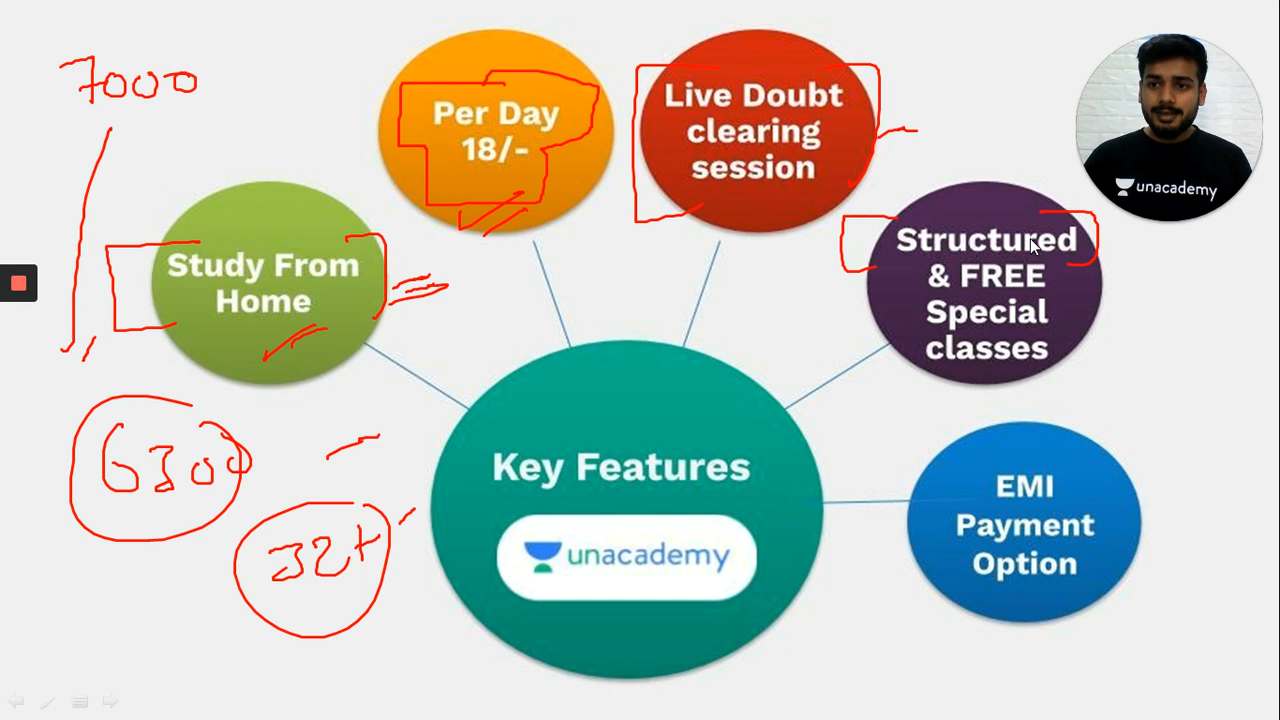 7000
Per Day
18/-
Live Doubt
clearing
session
unacademy
Structured
& FREE
Special
classes
Study From
Home
6300
32+
Key Features
unacademy
EMI
Payment
Option